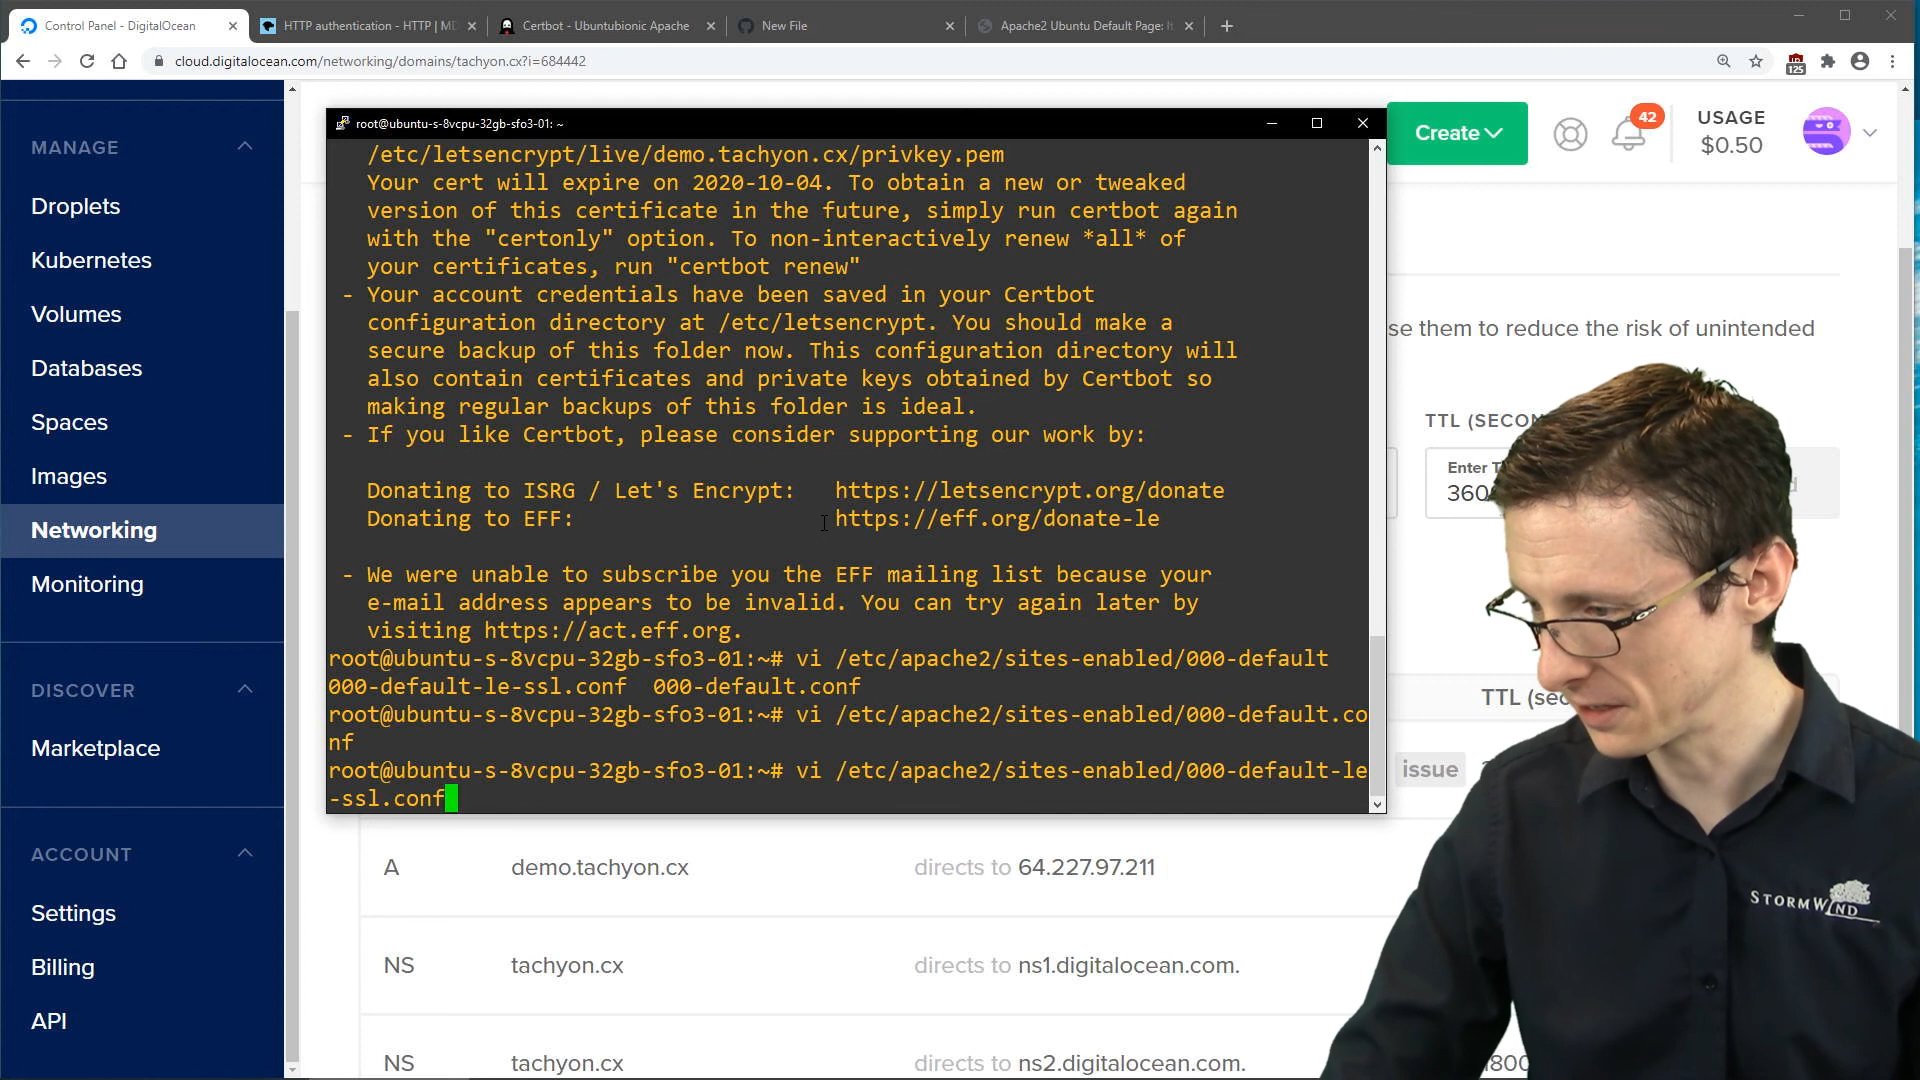 Control Panel - DigitalOcean
HTTP authentication - HTTP | MD
Certbot - Ubuntubionic Apache
New File
Apache2 Ubuntu Default Page: It
cloud.digitalocean.com/networking/domains/tachyon.cx?i=684442
125
MANAGE
Droplets
Kubernetes
Volumes
Databases
Spaces
Images
Networking
Monitoring
DISCOVER
Marketplace
ACCOUNT
Settings
Billing
API
Create
42
USAGE
$0.50
se them to reduce the risk of unintended
TTL (SECON
Enter T
360
TTL (sec
issue
root@ubuntu-s-8vcpu-32gb-sfo3-01: ~
/etc/letsencrypt/live/demo.tachyon.cx/privkey.pem
Your cert will expire on 2020-10-04. To obtain a new or tweaked
version of this certificate in the future, simply run certbot again
with the "certonly" option. To non-interactively renew *all* of
your certificates, run "certbot renew"
- Your account credentials have been saved in your Certbot
configuration directory at /etc/letsencrypt. You should make a
secure backup of this folder now. This configuration directory will
also contain certificates and private keys obtained by Certbot so
making regular backups of this folder is ideal.
- If you like Certbot, please consider supporting our work by:
Donating to ISRG / Let's Encrypt: https://letsencrypt.org/donate
Donating to EFF: https://eff.org/donate-le
- We were unable to subscribe you the EFF mailing list because your
e-mail address appears to be invalid. You can try again later by
visiting https://act.eff.org.
root@ubuntu-s-8vcpu-32gb-sfo3-01:~# vi /etc/apache2/sites-enabled/000-default
000-default-le-ssl.conf 000-default.conf
root@ubuntu-s-8vcpu-32gb-sfo3-01:~# vi /etc/apache2/sites-enabled/000-default.co
nf
root@ubuntu-s-8vcpu-32gb-sfo3-01:~# vi /etc/apache2/sites-enabled/000-default-le
-ssl.conf
A demo.tachyon.cx directs to 64.227.97.211
NS tachyon.cx directs to ns1.digitalocean.com.
NS tachyon.cx directs to ns2.digitalocean.com. 1800
STORMWIND